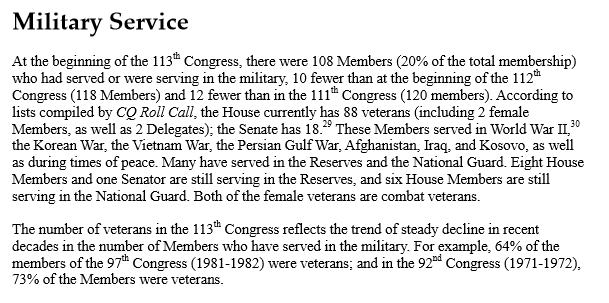 Military Service
At the beginning of the 113th Congress, there were 108 Members (20% of the total membership)
who had served or were serving in the military, 10 fewer than at the beginning of the 112th
Congress (118 Members) and 12 fewer than in the 111th Congress (120 members). According to
lists compiled by CQ Roll Call, the House currently has 88 veterans (including 2 female
Members, as well as 2 Delegates); the Senate has 18.29 These Members served in World War II,30
the Korean War, the Vietnam War, the Persian Gulf War, Afghanistan, Iraq, and Kosovo, as well
as during times of peace. Many have served in the Reserves and the National Guard. Eight House
Members and one Senator are still serving in the Reserves, and six House Members are still
serving in the National Guard. Both of the female veterans are combat veterans.
The number of veterans in the 113th Congress reflects the trend of steady decline in recent
decades in the number of Members who have served in the military. For example, 64% of the
members of the 97th Congress (1981-1982) were veterans; and in the 92nd Congress (1971-1972),
73% of the Members were veterans.